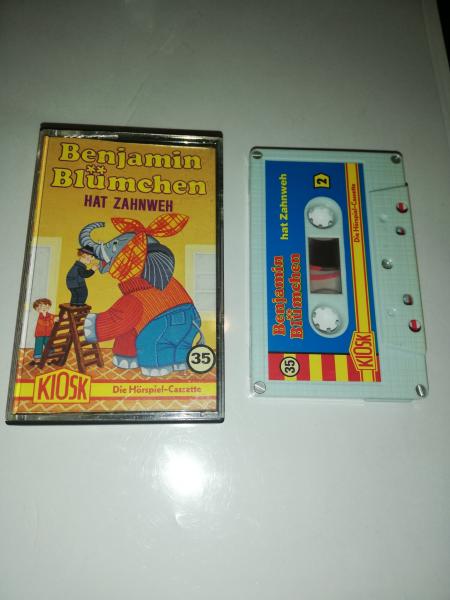 Benjamin
Blümchen
HAT ZAHNWEH
35
KIOSK
Die Hörspiel-Cassette
hat Zahnweh
2
Benjamin
Blümchen
Die Hörspiel-Cassette
35
KIOSK